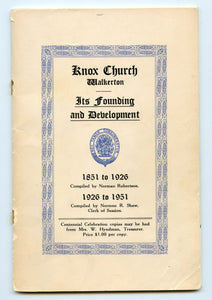 Knox Church
Walkerton
Its Founding
and Development
1851 to 1926
Compiled by Norman Robertson.
1926 to 1951
Compiled by Norman R. Shaw,
Clerk of Session.
Centennial Celebration copies may be had
from Mrs. W. Hyndman, Treasurer.
Price $1.00 per copy.